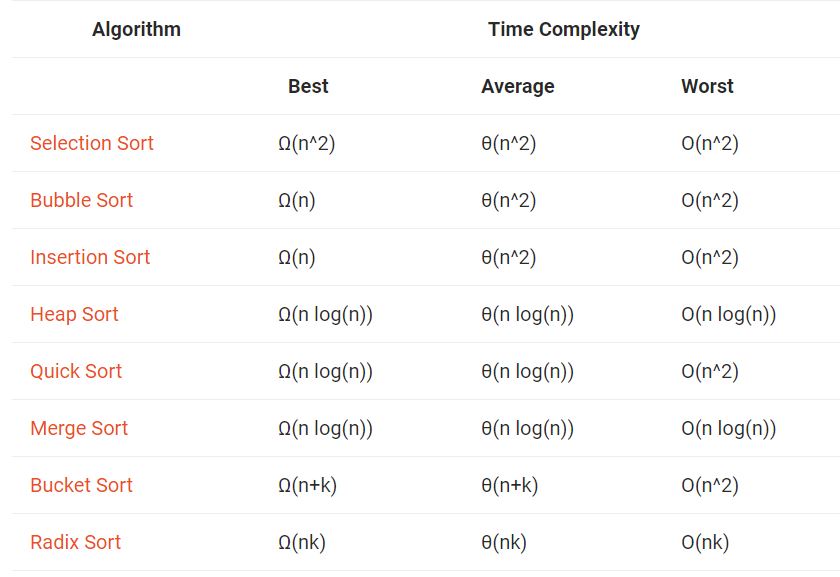 Algorithm Time Complexity
Best Average Worst
Selection Sort Ω(n^2) θ(n^2) O(n^2)
Bubble Sort Ω(n) θ(n^2) O(n^2)
Insertion Sort Ω(n) θ(n^2) O(n^2)
Heap Sort Ω(n log(n)) θ(n log(n)) O(n log(n))
Quick Sort Ω(n log(n)) θ(n log(n)) O(n^2)
Merge Sort Ω(n log(n)) θ(n log(n)) O(n log(n))
Bucket Sort Ω(n+k) θ(n+k) O(n^2)
Radix Sort Ω(nk) θ(nk) O(nk)